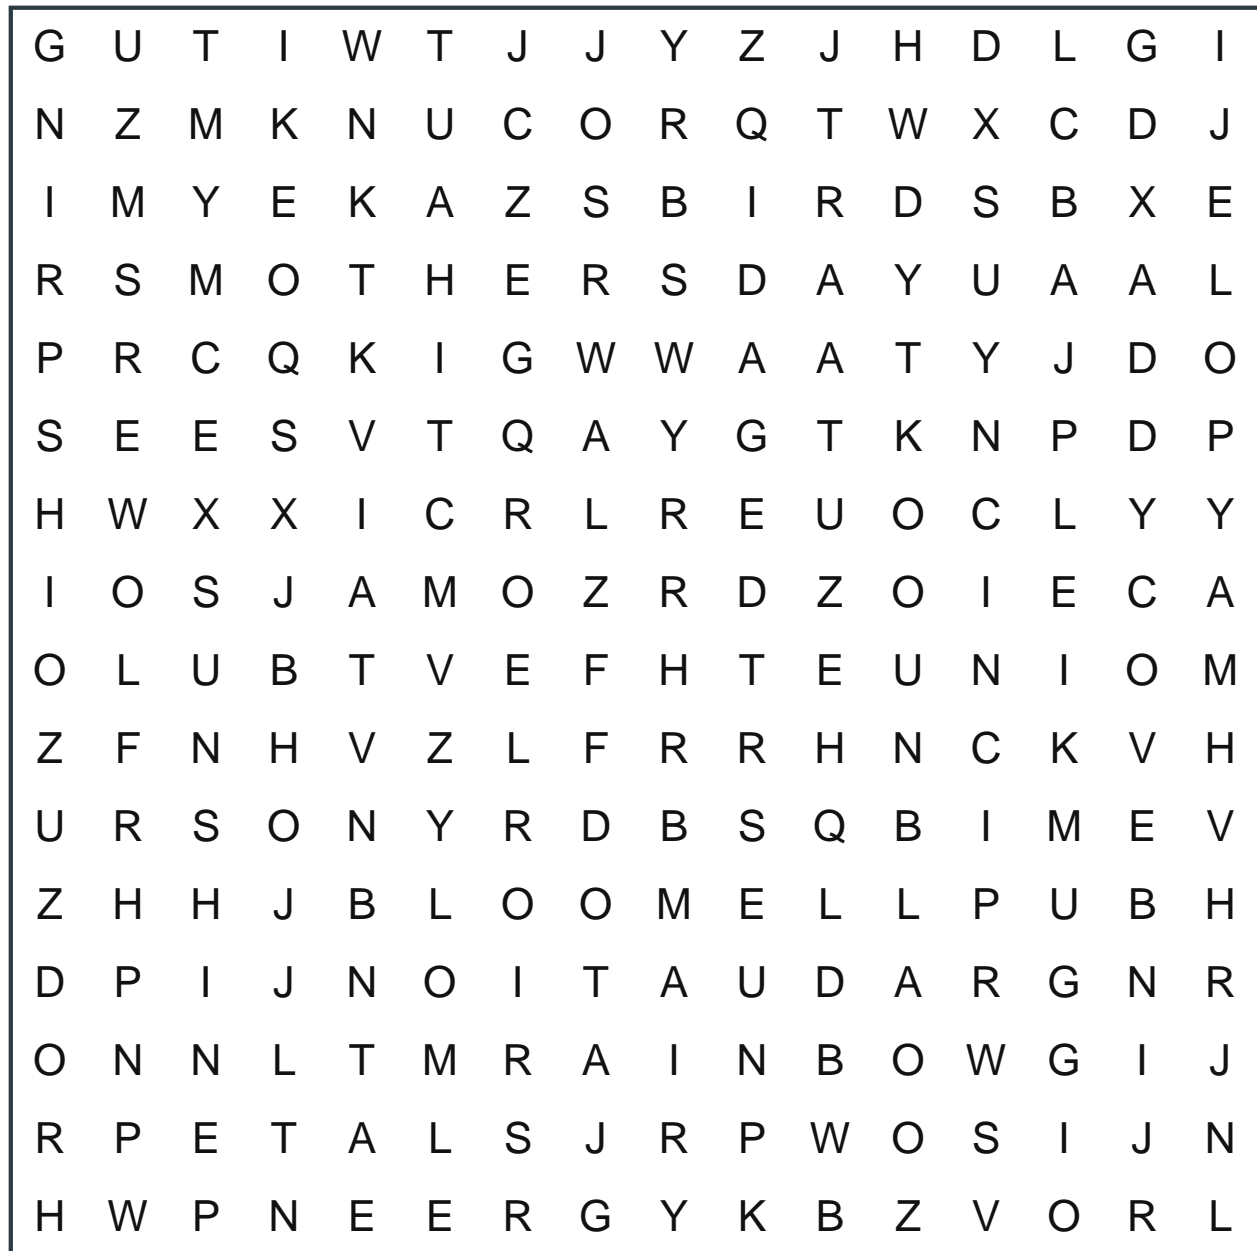 G U T I W T J J Y Z J H D L G I
N Z M K N U C O R Q T W X C D J
I M Y E K A Z S B I R D S B X E
R S M O T H E R S D A Y U A A L
P R C Q K I G W W A A T Y J D O
S E E S V T Q A Y G T K N P D P
H W X X I C R L R E U O C L Y Y
I O S J A M O Z R D Z O I E C A
O L U B T V E F H T E U N I O M
Z F N H V Z L F R R H N C K V H
U R S O N Y R D B S Q B I M E V
Z H H J B L O O M E L L P U B H
D P I J N O I T A U D A R G N R
O N N L T M R A I N B O W G I J
R P E T A L S J R P W O S I J N
H W P N E E R G Y K B Z V O R L